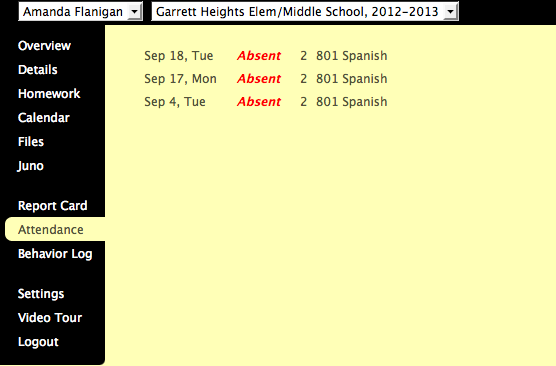 Amanda Flanigan Garrett Heights Elem/Middle School, 2012-2013
Overview
Details
Homework
Calendar
Files
Juno
Report Card
Attendance
Behavior Log
Settings
Video Tour
Logout
Sep 18, Tue Absent 2 801 Spanish
Sep 17, Mon Absent 2 801 Spanish
Sep 4, Tue Absent 2 801 Spanish